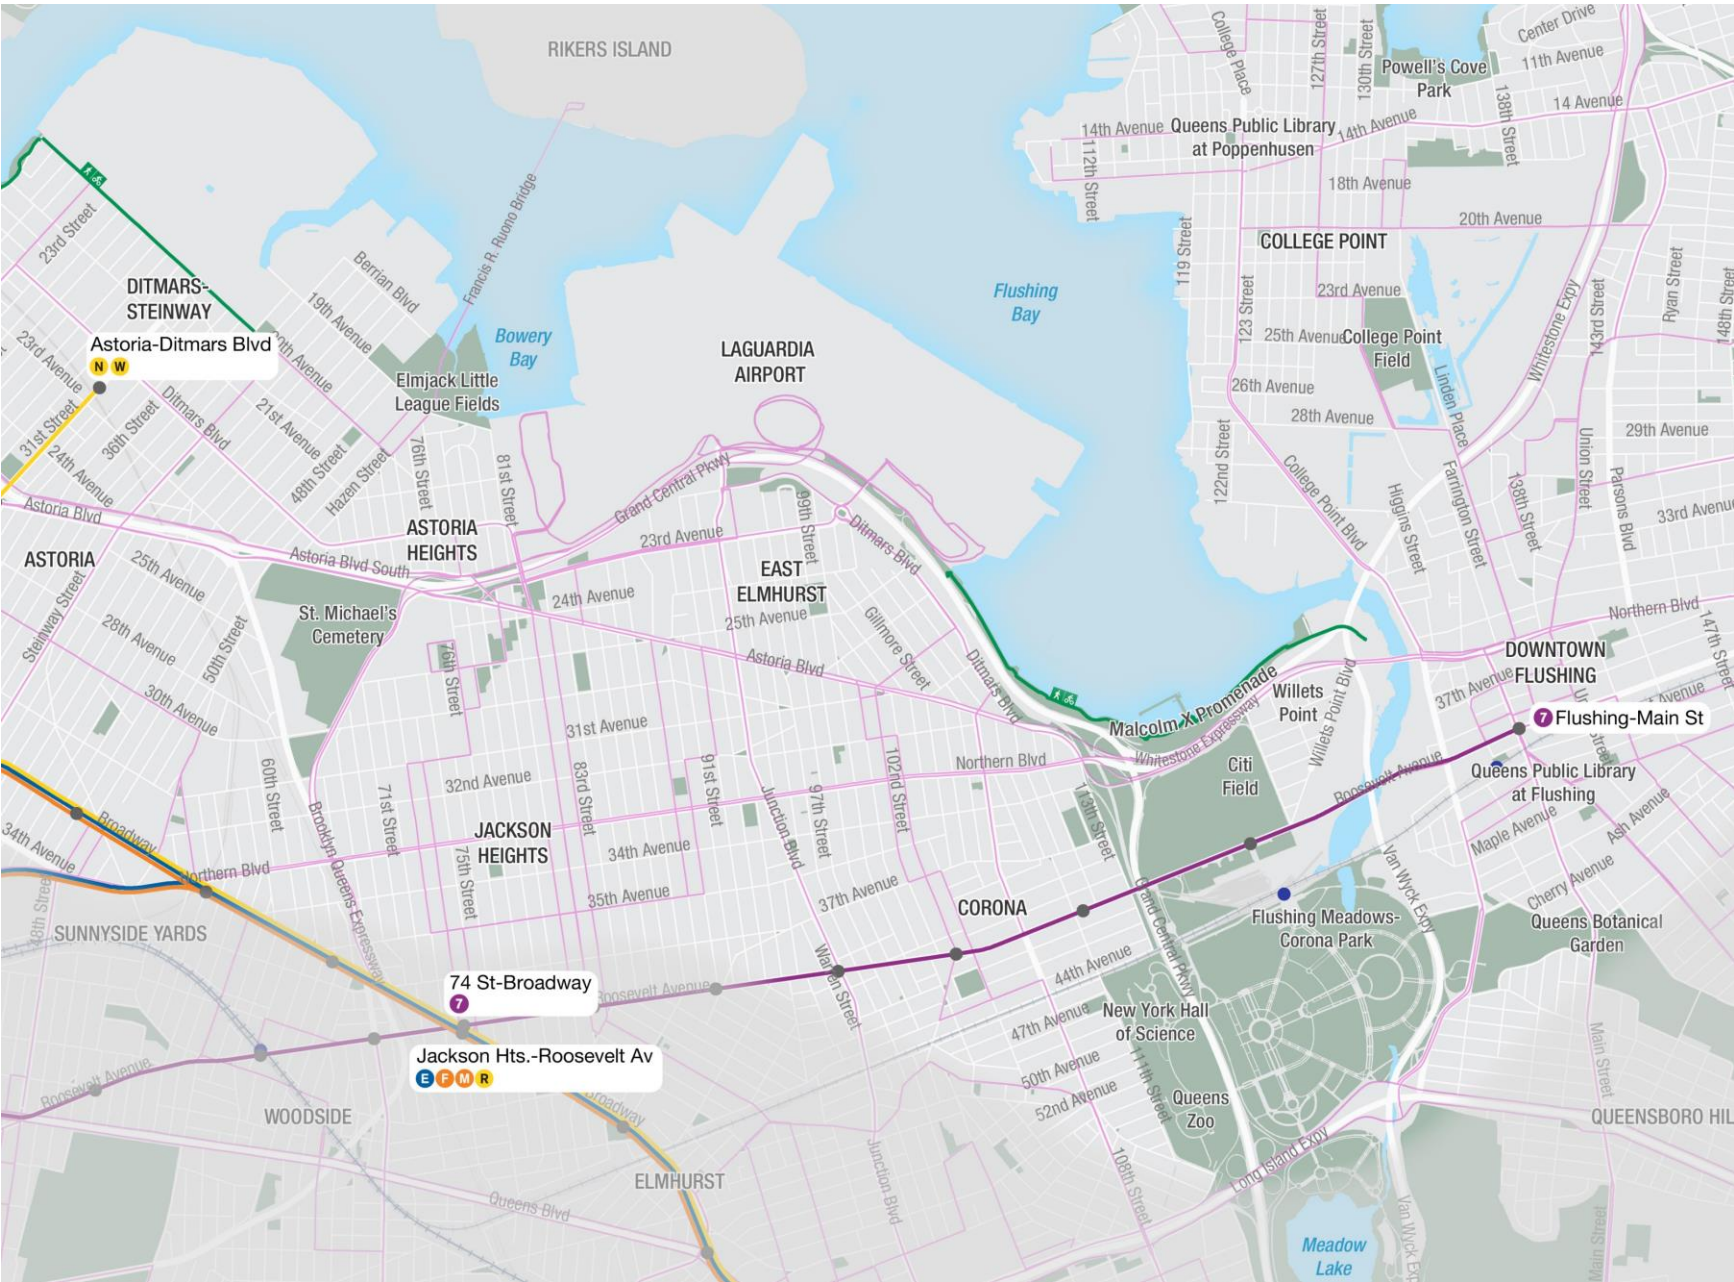 RIKERS ISLAND
College Place
127th Street
130th Street
Center Drive
11th Avenue
Powell's Cove
Park
138th Street
14 Avenue
14th Avenue
Queens Public Library
at Poppenhusen
14th Avenue
112th Street
18th Avenue
20th Avenue
COLLEGE POINT
119 Street
123 Street
23rd Avenue
25th Avenue
College Point
Field
26th Avenue
28th Avenue
Linden Place
Whitestone Expy
143rd Street
Ryan Street
148th Street
29th Avenue
Union Street
Parsons Blvd
33rd Avenue
122nd Street
College Point Blvd
Higgins Street
Farrington Street
138th Street
Francis R. Ruono Bridge
Flushing
Bay
Bowery
Bay
23rd Street
DITMARS-
STEINWAY
Berrian Blvd
19th Avenue
20th Avenue
Astoria-Ditmars Blvd
N W
23rd Avenue
31st Street
24th Avenue
36th Street
Ditmars Blvd
21st Avenue
48th Street
Hazen Street
Elmjack Little
League Fields
76th Street
81st Street
LAGUARDIA
AIRPORT
Grand Central Pkwy
Astoria Blvd
ASTORIA
Steinway Street
25th Avenue
28th Avenue
30th Avenue
50th Street
Astoria Blvd South
ASTORIA
HEIGHTS
St. Michael's
Cemetery
23rd Avenue
24th Avenue
99th Street
EAST
ELMHURST
25th Avenue
Ditmars Blvd
Gillmore Street
Astoria Blvd
Ditmars Blvd
76th Street
31st Avenue
32nd Avenue
60th Street
71st Street
Brooklyn Queens Expressway
75th Street
83rd Street
91st Street
Junction Blvd
97th Street
102nd Street
Northern Blvd
113th Street
Malcolm X Promenade
Whitestone Expressway
Willets
Point
Willets Point Blvd
Citi
Field
Northern Blvd
147th Street
DOWNTOWN
FLUSHING
37th Avenue
7 Flushing-Main St
Roosevelt Avenue
Queens Public Library
at Flushing
Maple Avenue
Ash Avenue
Cherry Avenue
Queens Botanical
Garden
Van Wyck Expy
Flushing Meadows-
Corona Park
Grand Central Pkwy
Broadway
34th Avenue
Northern Blvd
48th Street
SUNNYSIDE YARDS
JACKSON
HEIGHTS
34th Avenue
35th Avenue
37th Avenue
CORONA
Warren Street
44th Avenue
47th Avenue
New York Hall
of Science
50th Avenue
52nd Avenue
111th Street
Queens
Zoo
108th Street
74 St-Broadway
7
Roosevelt Avenue
Jackson Hts.-Roosevelt Av
E F M R
Roosevelt Avenue
WOODSIDE
Broadway
ELMHURST
Queens Blvd
Junction Blvd
Long Island Expy
Main Street
QUEENSBORO HIL
Van Wyck Exp
Main Street
Meadow
Lake